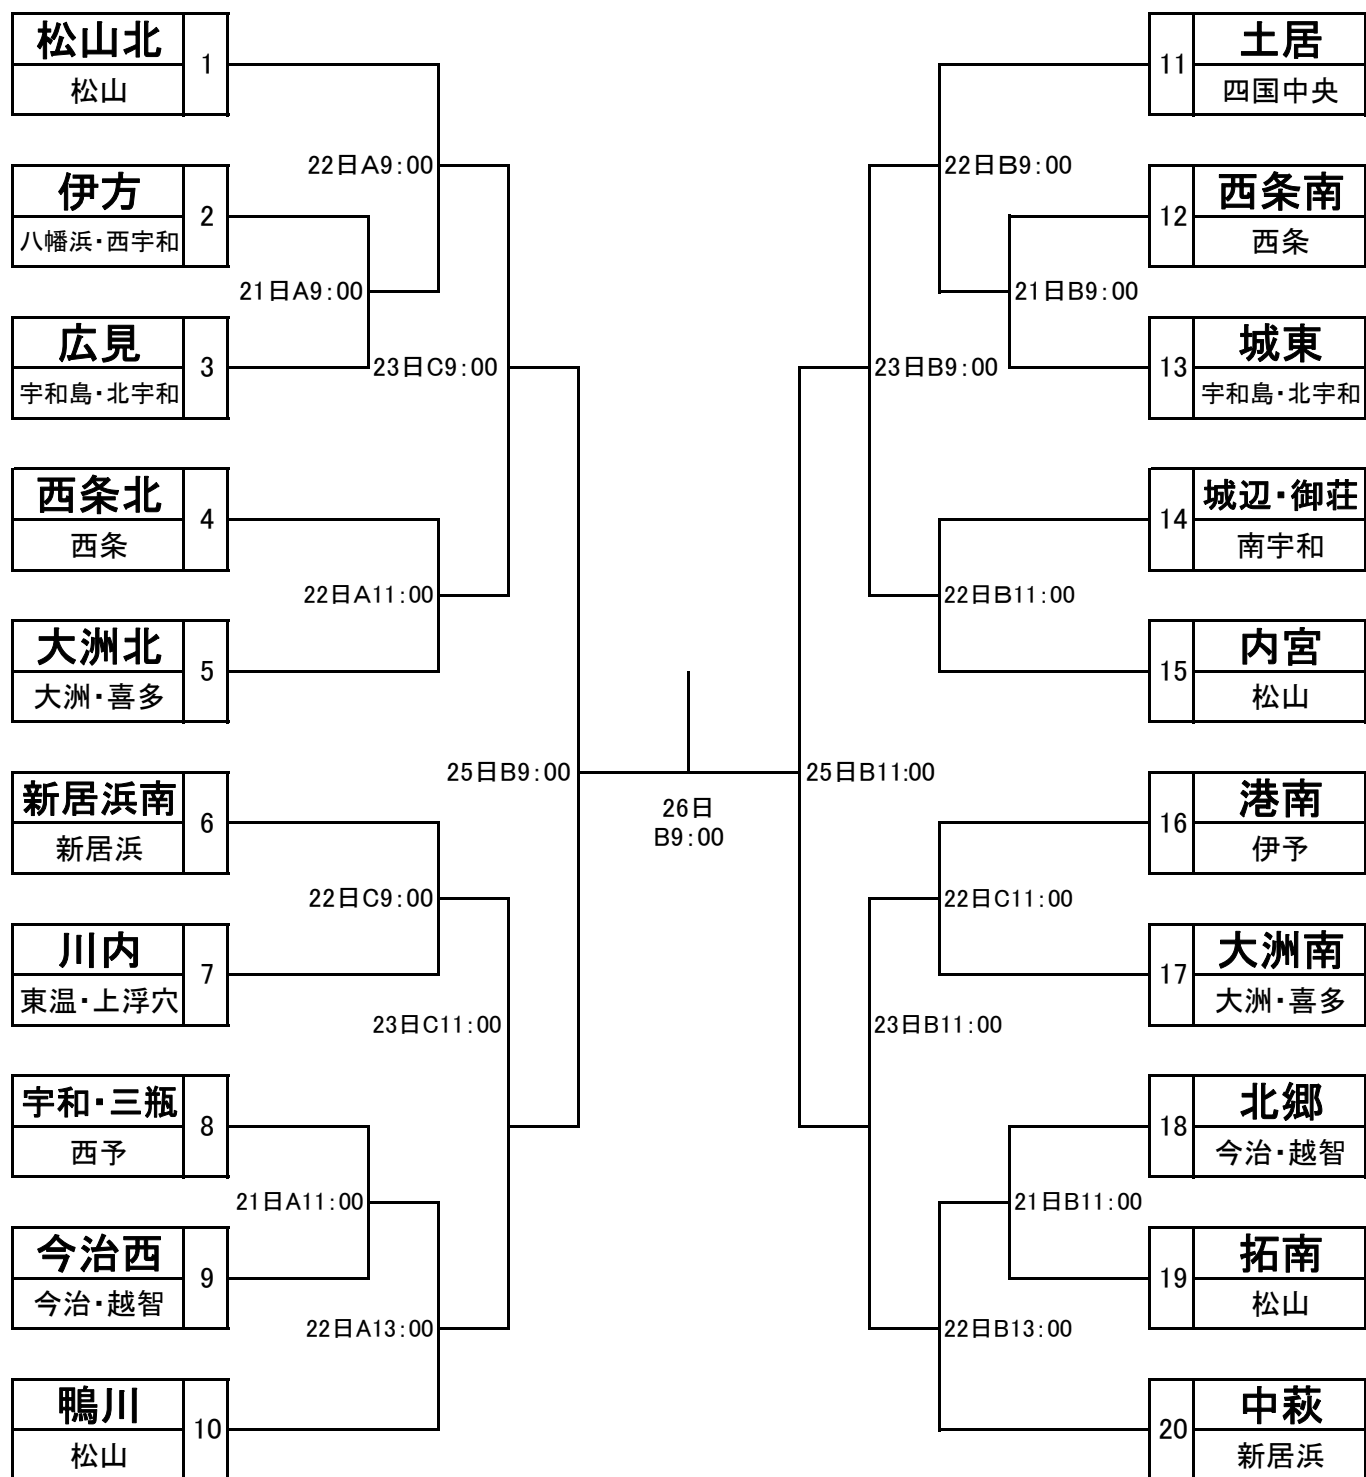 松山北
1
松山
伊方
2
八幡浜・西宇和
広見
3
宇和島・北宇和
西条北
4
西条
大洲北
5
大洲・喜多
新居浜南
6
新居浜
川内
7
東温・上浮穴
宇和・三瓶
8
西予
今治西
9
今治・越智
鴨川
10
松山
22日A9:00
21日A9:00
23日C9:00
22日A11:00
25日B9:00
22日C9:00
23日C11:00
21日A11:00
22日A13:00
26日
B9:00
22日B9:00
21日B9:00
23日B9:00
22日B11:00
25日B11:00
22日C11:00
23日B11:00
21日B11:00
22日B13:00
土居
11
四国中央
西条南
12
西条
城東
13
宇和島・北宇和
城辺・御荘
14
南宇和
内宮
15
松山
港南
16
伊予
大洲南
17
大洲・喜多
北郷
18
今治・越智
拓南
19
松山
中萩
20
新居浜